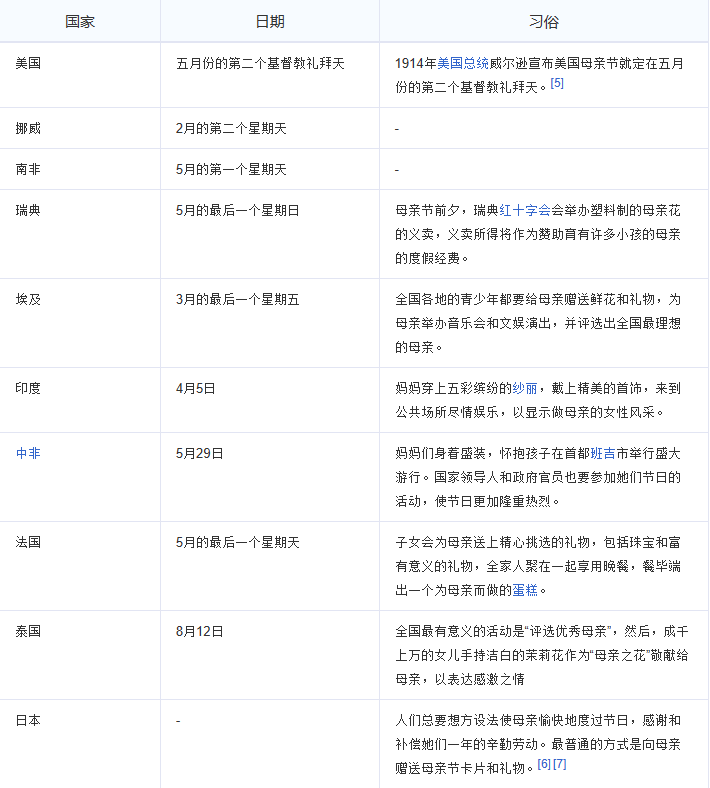 国家 日期 习俗
美国 五月份的第二个基督教礼拜天 1914年美国总统威尔逊宣布美国母亲节就定在五月
份的第二个基督教礼拜天。[5]
挪威 2月的第二个星期天 -
南非 5月的第一个星期天 -
瑞典 5月的最后一个星期日 母亲节前夕，瑞典红十字会会举办塑料制的母亲花
的义卖，义卖所得将作为赞助育有许多小孩的母亲
的度假经费。
埃及 3月的最后一个星期五 全国各地的青少年都要给母亲赠送鲜花和礼物，为
母亲举办音乐会和文娱演出，并评选出全国最理想
的母亲。
印度 4月5日 妈妈穿上五彩缤纷的纱丽，戴上精美的首饰，来到
公共场所尽情娱乐，以显示做母亲的女性风采。
中非 5月29日 妈妈们身着盛装，怀抱孩子在首都班吉市举行盛大
游行。国家领导人和政府官员也要参加她们节日的
活动，使节日更加隆重热烈。
法国 5月的最后一个星期天 子女会为母亲送上精心挑选的礼物，包括珠宝和富
有意义的礼物，全家人聚在一起享用晚餐，餐毕端
出一个为母亲而做的蛋糕。
泰国 8月12日 全国最有意义的活动是“评选优秀母亲”，然后，成千
上万的女儿手持洁白的茉莉花作为“母亲之花”敬献给
母亲，以表达感激之情
日本 - 人们总要想方设法使母亲愉快地度过节日，感谢和
补偿她们一年的辛勤劳动。最普通的方式是向母亲
赠送母亲节卡片和礼物。[6][7]